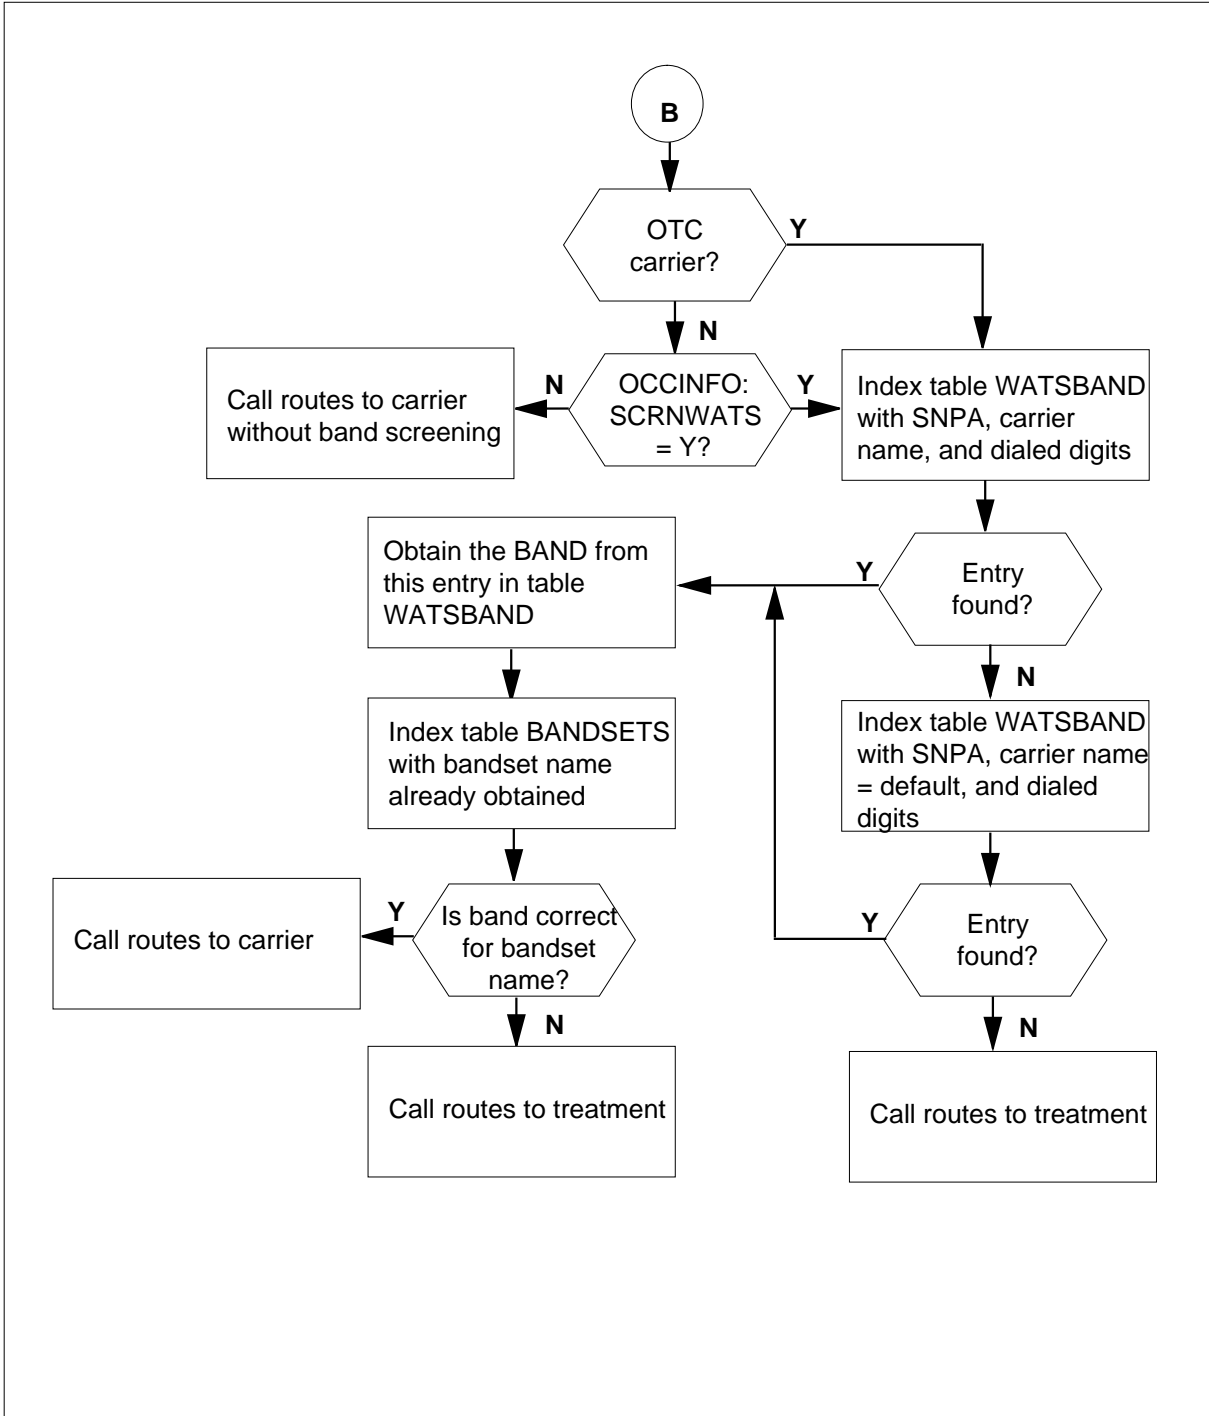 B
OTC
carrier?
Y
N
Call routes to carrier
without band screening
N
OCCINFO:
SCRNWATS
= Y?
Y
Index table WATSBAND
with SNPA, carrier
name, and dialed digits
Obtain the BAND from
this entry in table
WATSBAND
Y
Entry
found?
N
Index table BANDSETS
with bandset name
already obtained
Index table WATSBAND
with SNPA, carrier name
= default, and dialed
digits
Call routes to carrier
Y
Is band correct
for bandset
name?
N
Y
Entry
found?
N
Call routes to treatment
Call routes to treatment